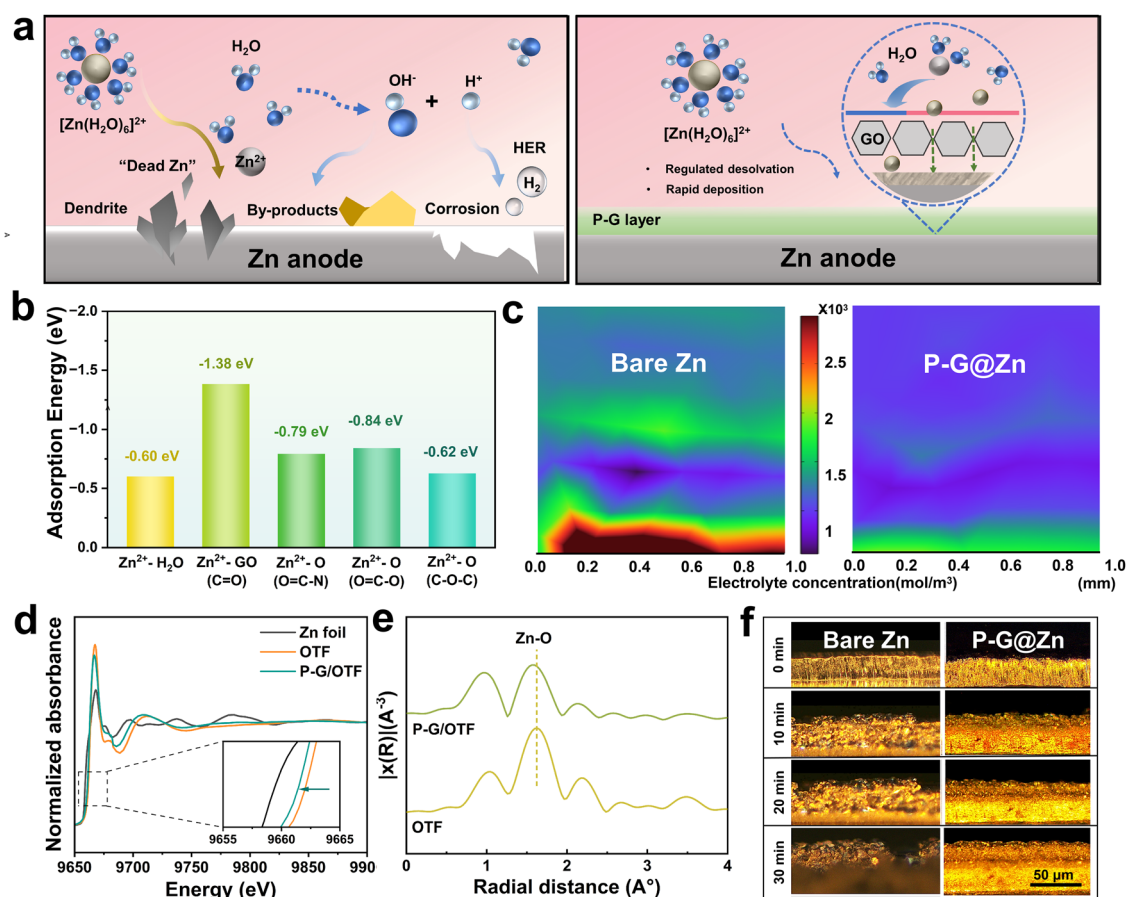 a
H₂O
OH⁻
+
H⁺
[Zn(H₂O)₆]²⁺
"Dead Zn"
Zn²⁺
HER
H₂
Dendrite
By-products
Corrosion
Zn anode
H₂O
[Zn(H₂O)₆]²⁺
GO
• Regulated desolvation
• Rapid deposition
P-G layer
Zn anode
b
Adsorption Energy (eV)
−2.0
−1.5
−1.0
−0.5
0.0
-0.60 eV
-1.38 eV
-0.79 eV
-0.84 eV
-0.62 eV
Zn²⁺- H₂O
Zn²⁺- GO
(C=O)
Zn²⁺- O
(O=C-N)
Zn²⁺- O
(O=C-O)
Zn²⁺- O
(C-O-C)
c
Bare Zn
X10³
2.5
2
1.5
1
P-G@Zn
0.0 0.2 0.4 0.6 0.8 1.0
0.0 0.2 0.4 0.6 0.8 1.0
Electrolyte concentration(mol/m³)
(mm)
d
Normalized absorbance
Zn foil
OTF
P-G/OTF
9655 9660 9665
9650 9700 9750 9800 9850 990
Energy (eV)
e
|x(R)|(A⁻³)
Zn-O
P-G/OTF
OTF
0 1 2 3 4
Radial distance (A°)
f
Bare Zn
P-G@Zn
0 min
10 min
20 min
30 min
50 μm